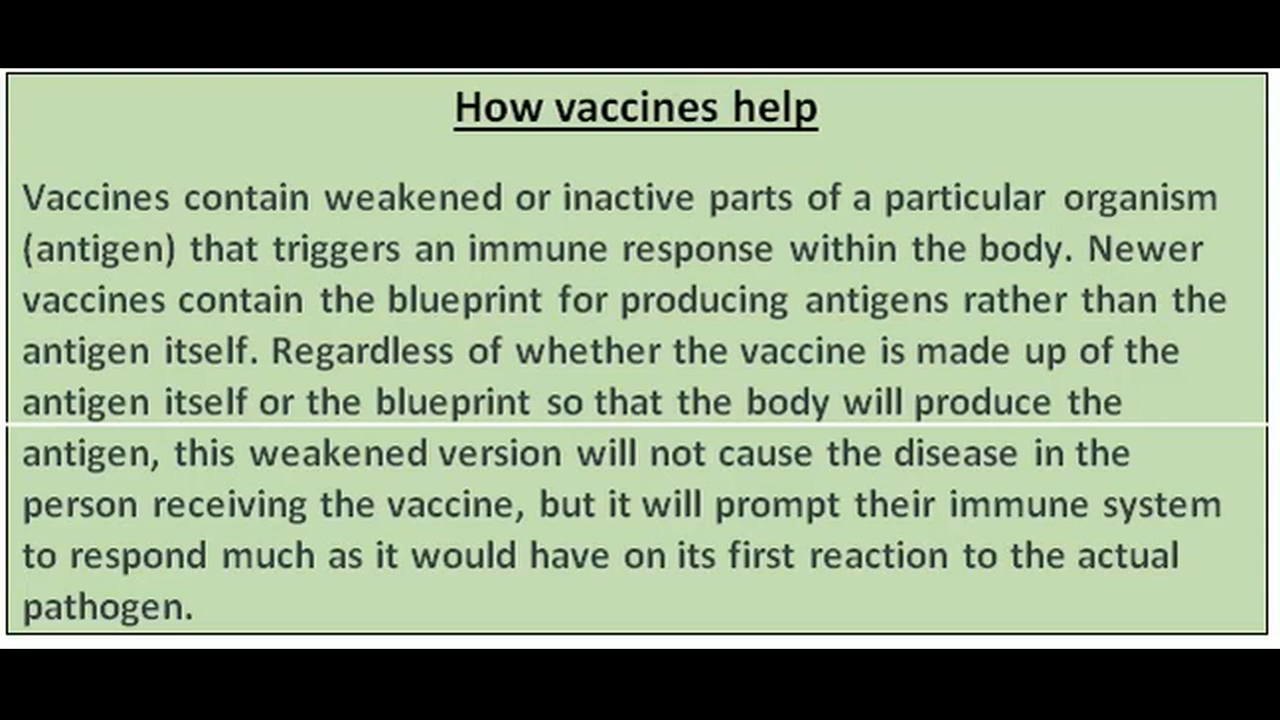 How vaccines help
Vaccines contain weakened or inactive parts of a particular organism
(antigen) that triggers an immune response within the body. Newer
vaccines contain the blueprint for producing antigens rather than the
antigen itself. Regardless of whether the vaccine is made up of the
antigen itself or the blueprint so that the body will produce the
antigen, this weakened version will not cause the disease in the
person receiving the vaccine, but it will prompt their immune system
to respond much as it would have on its first reaction to the actual
pathogen.